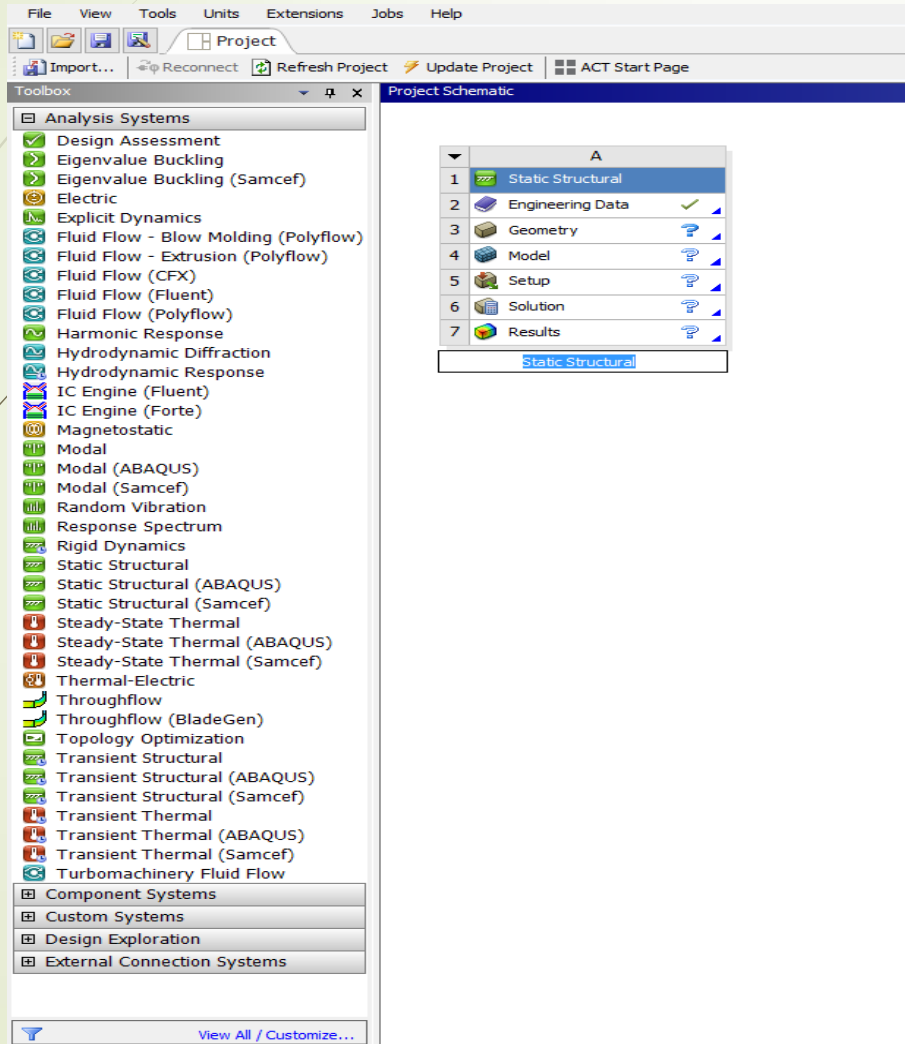 File View Tools Units Extensions Jobs Help
Project
Import... Reconnect Refresh Project Update Project ACT Start Page
Toolbox
Project Schematic
Analysis Systems
Design Assessment
Eigenvalue Buckling
Eigenvalue Buckling (Samcef)
Electric
Explicit Dynamics
Fluid Flow - Blow Molding (Polyflow)
Fluid Flow - Extrusion (Polyflow)
Fluid Flow (CFX)
Fluid Flow (Fluent)
Fluid Flow (Polyflow)
Harmonic Response
Hydrodynamic Diffraction
Hydrodynamic Response
IC Engine (Fluent)
IC Engine (Forte)
Magnetostatic
Modal
Modal (ABAQUS)
Modal (Samcef)
Random Vibration
Response Spectrum
Rigid Dynamics
Static Structural
Static Structural (ABAQUS)
Static Structural (Samcef)
Steady-State Thermal
Steady-State Thermal (ABAQUS)
Steady-State Thermal (Samcef)
Thermal-Electric
Throughflow
Throughflow (BladeGen)
Topology Optimization
Transient Structural
Transient Structural (ABAQUS)
Transient Structural (Samcef)
Transient Thermal
Transient Thermal (ABAQUS)
Transient Thermal (Samcef)
Turbomachinery Fluid Flow
Component Systems
Custom Systems
Design Exploration
External Connection Systems
View All / Customize...
A
1 Static Structural
2 Engineering Data
3 Geometry ?
4 Model ?
5 Setup ?
6 Solution ?
7 Results ?
Static Structural